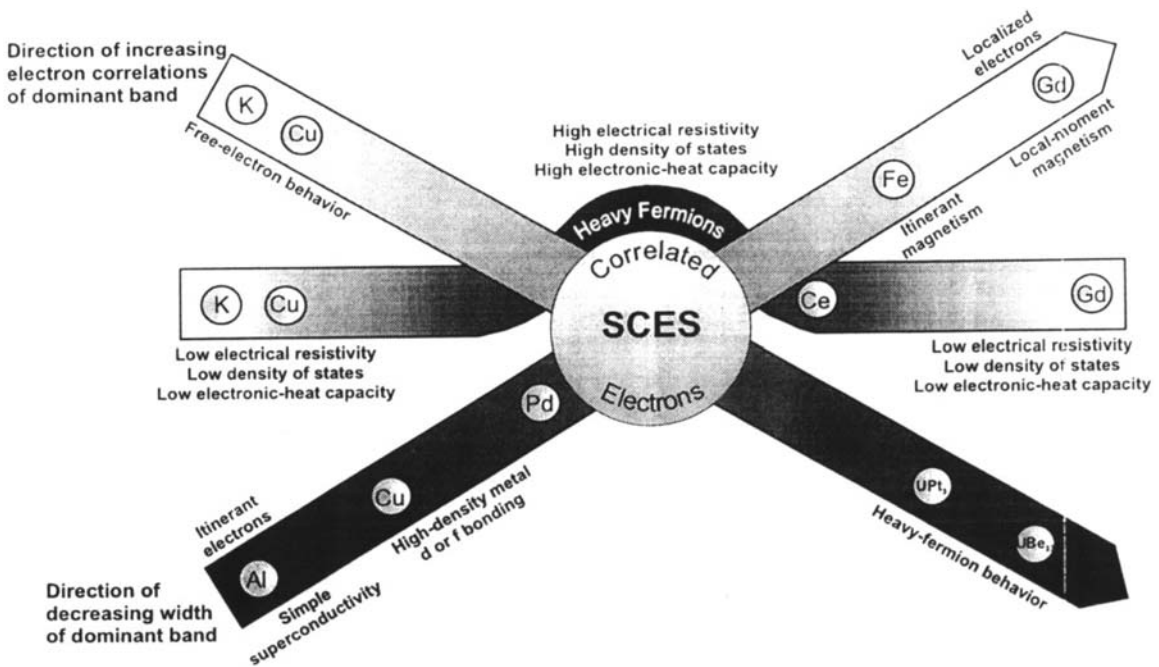 Direction of increasing
electron correlations
of dominant band
K
Cu
Free-electron behavior
High electrical resistivity
High density of states
High electronic-heat capacity
Heavy Fermions
Localized
electrons
Gd
Local-moment
magnetism
Fe
Itinerant
magnetism
K
Cu
Low electrical resistivity
Low density of states
Low electronic-heat capacity
Correlated
SCES
Electrons
Ce
Gd
Low electrical resistivity
Low density of states
Low electronic-heat capacity
Pd
Cu
Al
Itinerant
electrons
High-density metal
d or f bonding
Simple
superconductivity
Direction of
decreasing width
of dominant band
UPt₃
Heavy-fermion behavior